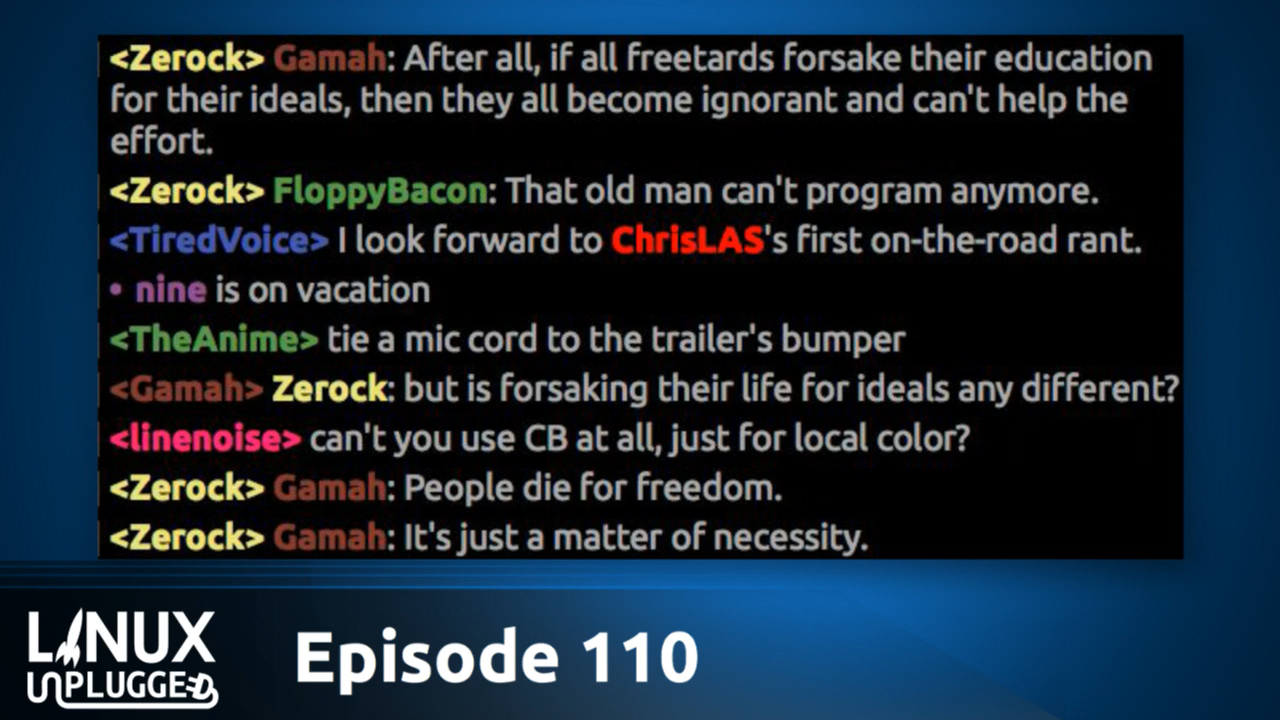 <Zerock> Gamah: After all, if all freetards forsake their education
for their ideals, then they all become ignorant and can't help the
effort.
<Zerock> FloppyBacon: That old man can't program anymore.
<TiredVoice> I look forward to ChrisLAS's first on-the-road rant.
• nine is on vacation
<TheAnime> tie a mic cord to the trailer's bumper
<Gamah> Zerock: but is forsaking their life for ideals any different?
<linenoise> can't you use CB at all, just for local color?
<Zerock> Gamah: People die for freedom.
<Zerock> Gamah: It's just a matter of necessity.
LINUX
UNPLUGGED
Episode 110